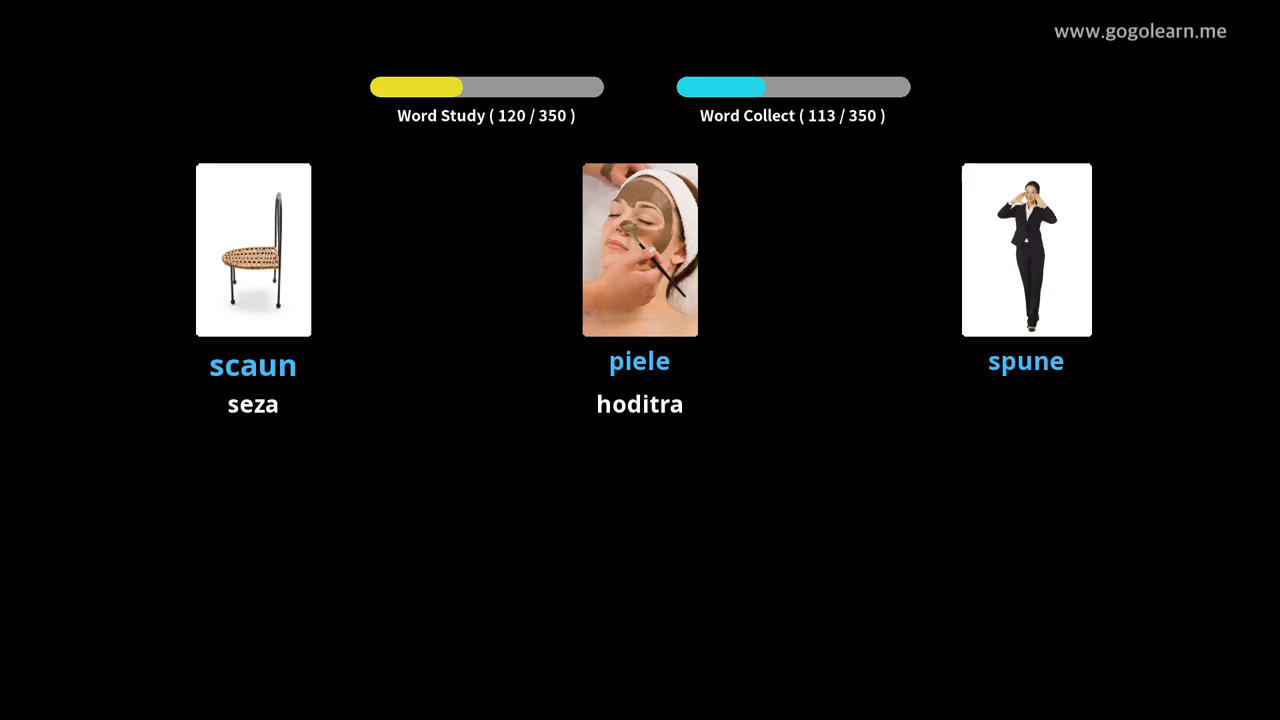 www.gogolearn.me
Word Study ( 120 / 350 )
Word Collect ( 113 / 350 )
scaun
piele
spune
seza
hoditra